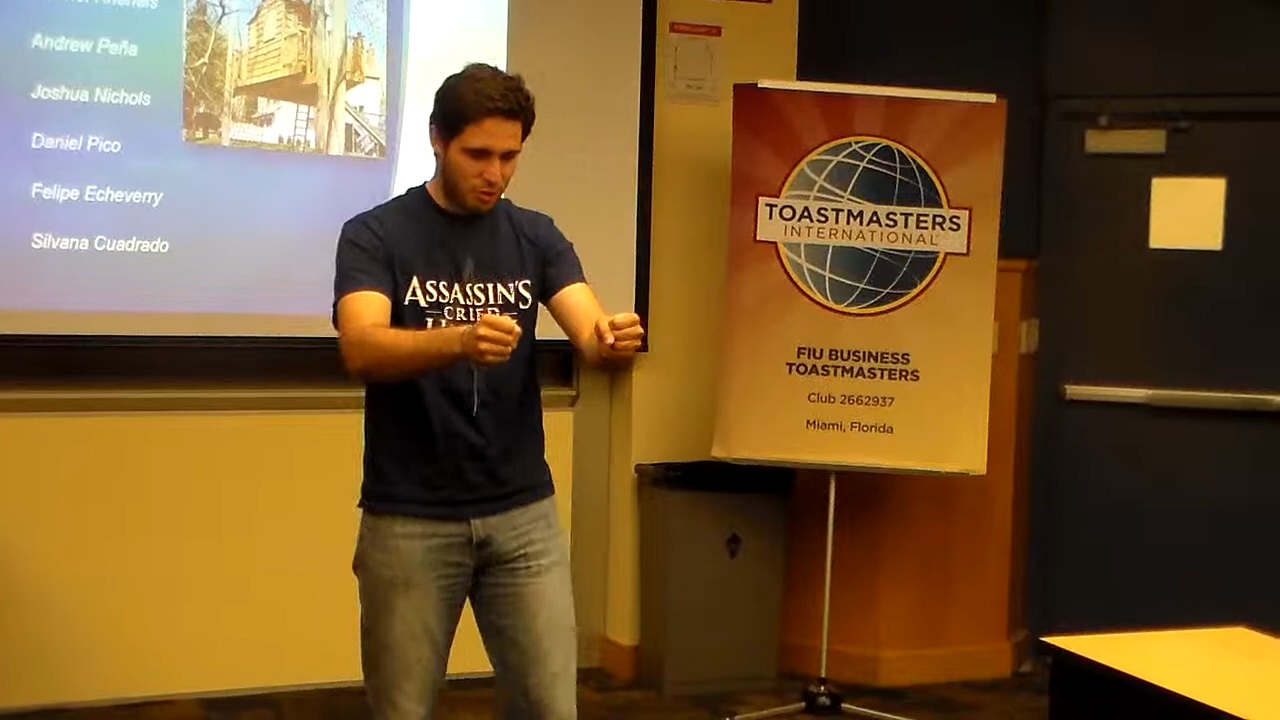 Andrew Peña
Joshua Nichols
Daniel Pico
Felipe Echeverry
Silvana Cuadrado
ASSASSIN'S
CREED
TOASTMASTERS
INTERNATIONAL
FIU BUSINESS
TOASTMASTERS
Club 2662937
Miami, Florida